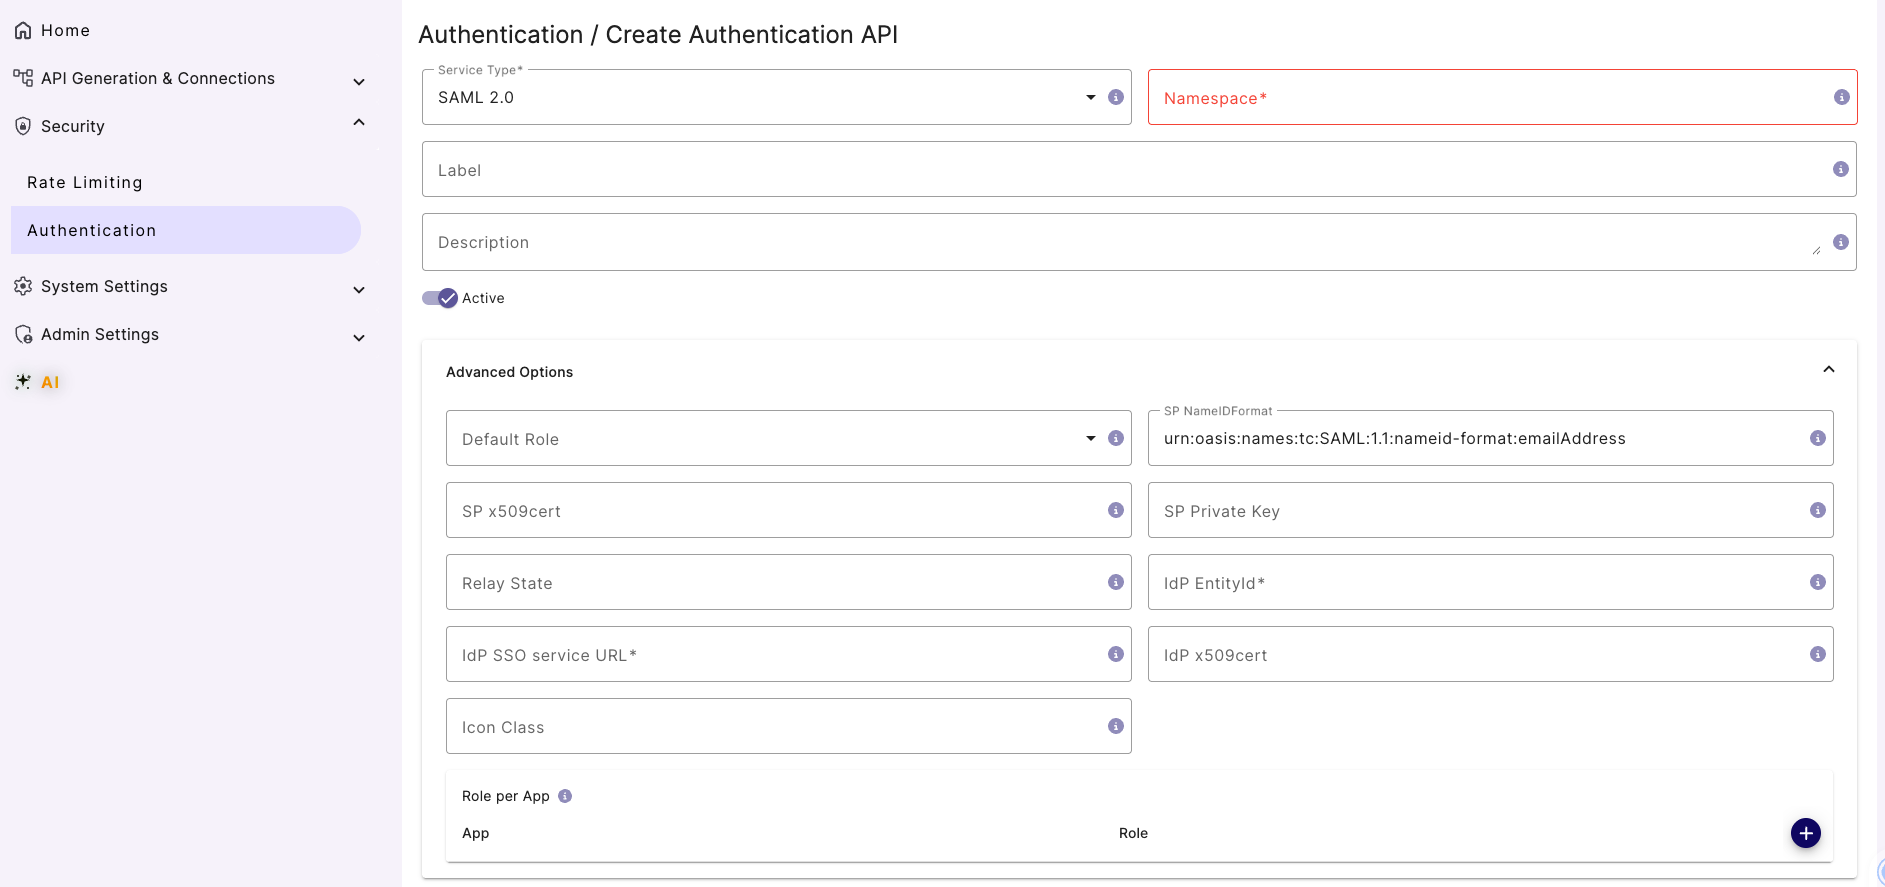 Home
API Generation & Connections
Security
Rate Limiting
Authentication
System Settings
Admin Settings
AI
Authentication / Create Authentication API
Service Type*
SAML 2.0
Namespace*
Label
Description
Active
Advanced Options
Default Role
SP NameIDFormat
urn:oasis:names:tc:SAML:1.1:nameid-format:emailAddress
SP x509cert
SP Private Key
Relay State
IdP EntityId*
IdP SSO service URL*
IdP x509cert
Icon Class
Role per App
App
Role